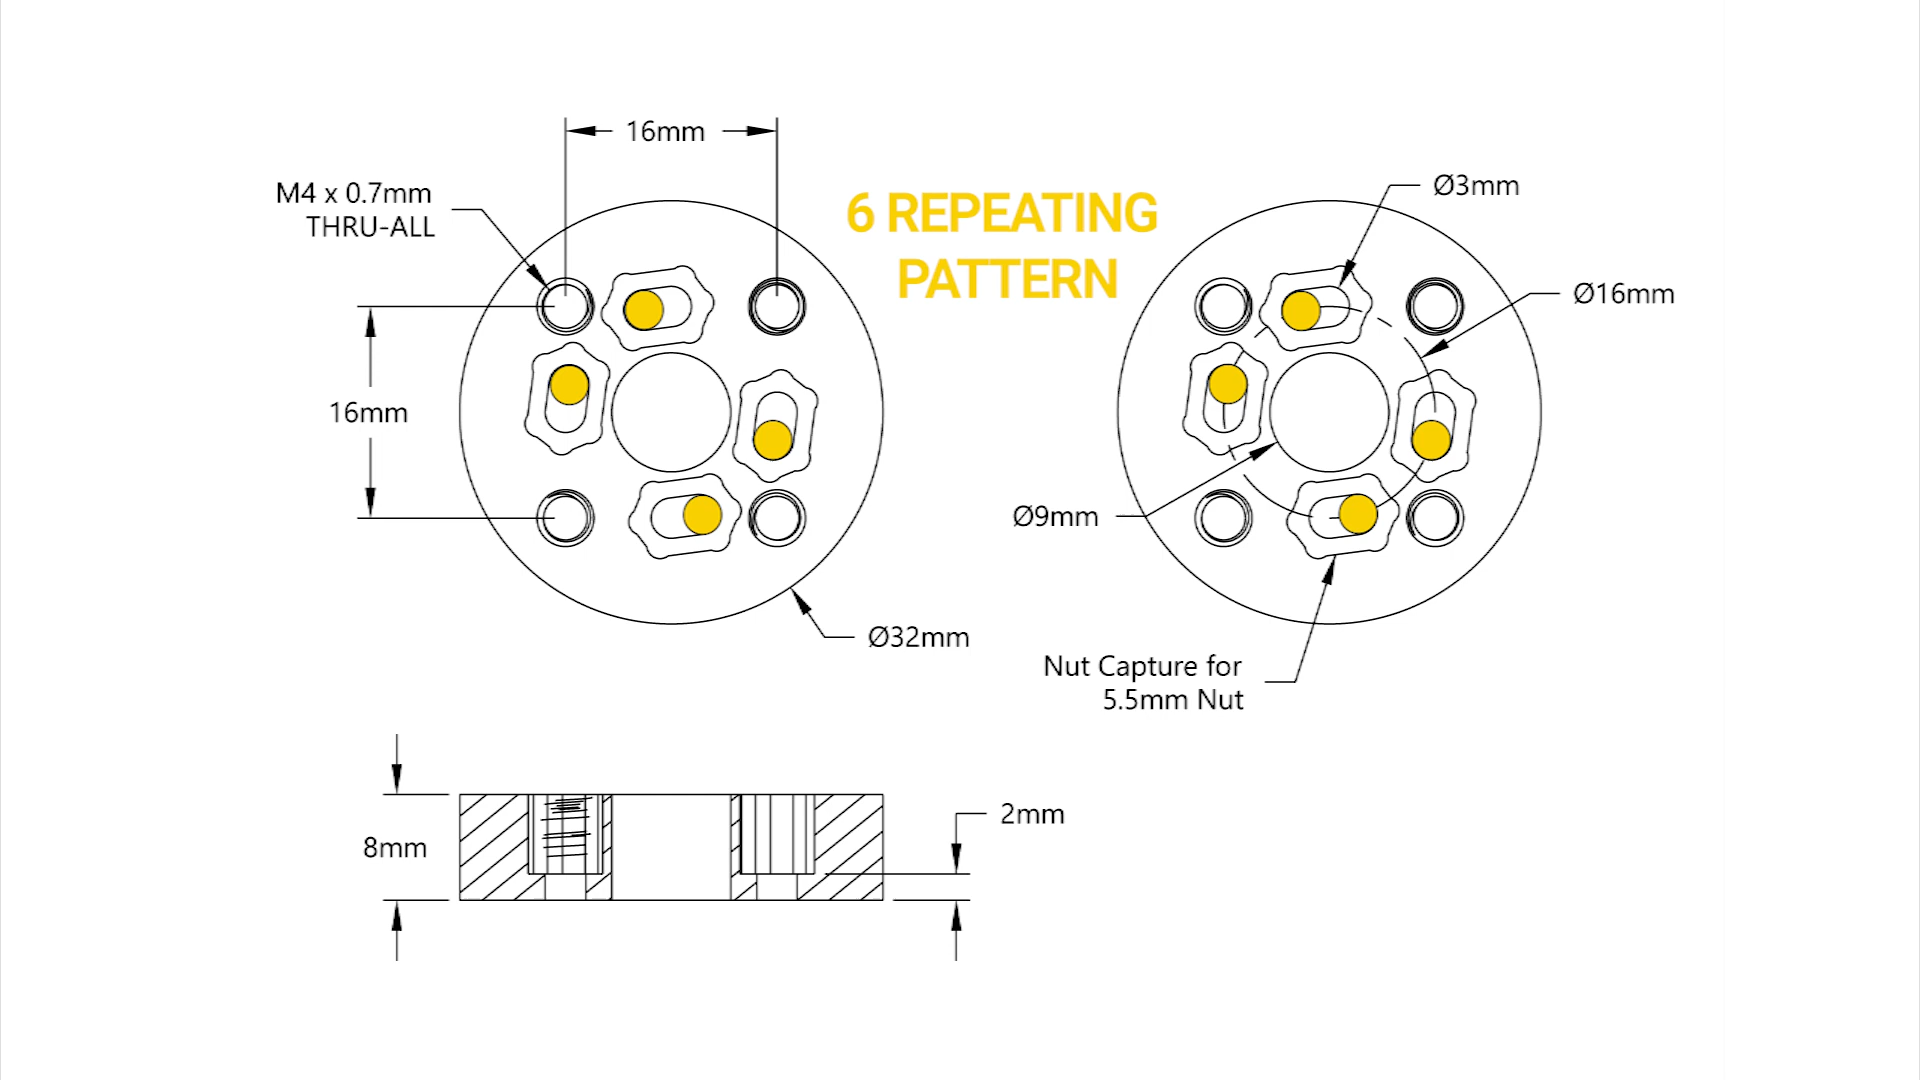 16mm
M4 x 0.7mm
THRU-ALL
6 REPEATING
PATTERN
Ø3mm
Ø16mm
16mm
Ø9mm
Ø32mm
Nut Capture for
5.5mm Nut
2mm
8mm